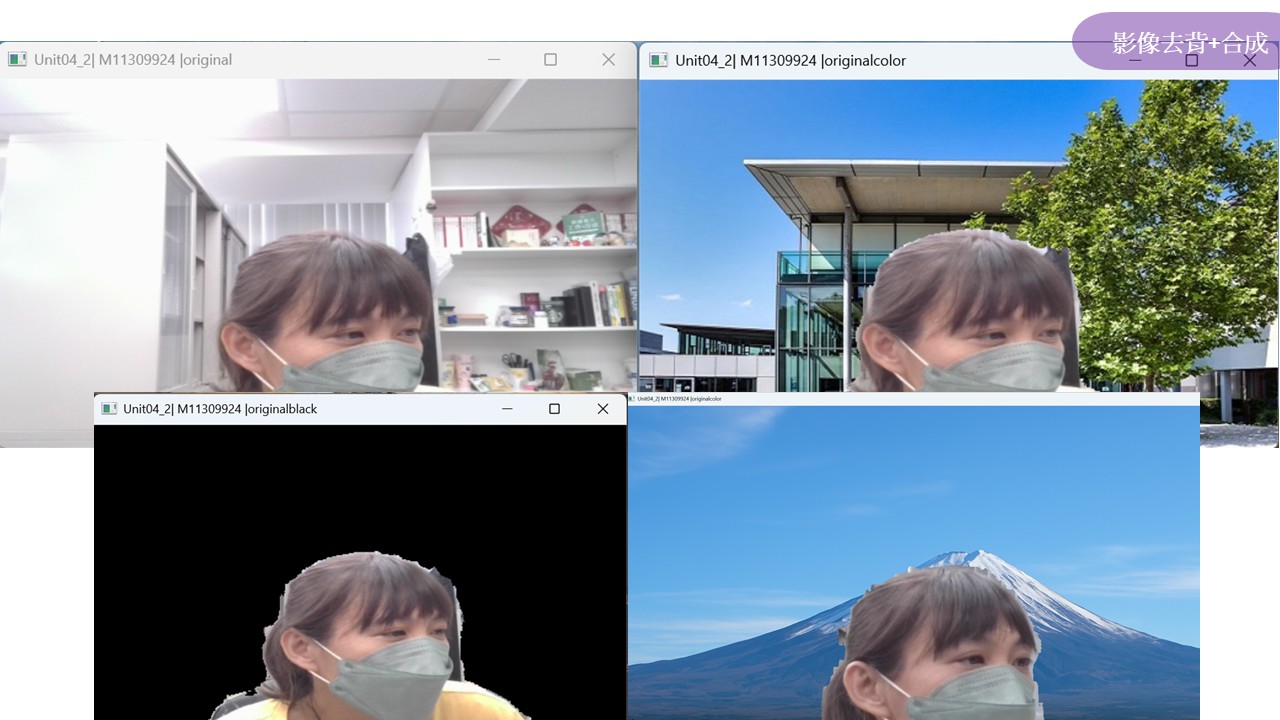 影像去背+合成
Unit04_2| M11309924 |original
Unit04_2| M11309924 |originalcolor
Unit04_2| M11309924 |originalblack
Unit04_2| M11309924 |originalcolor